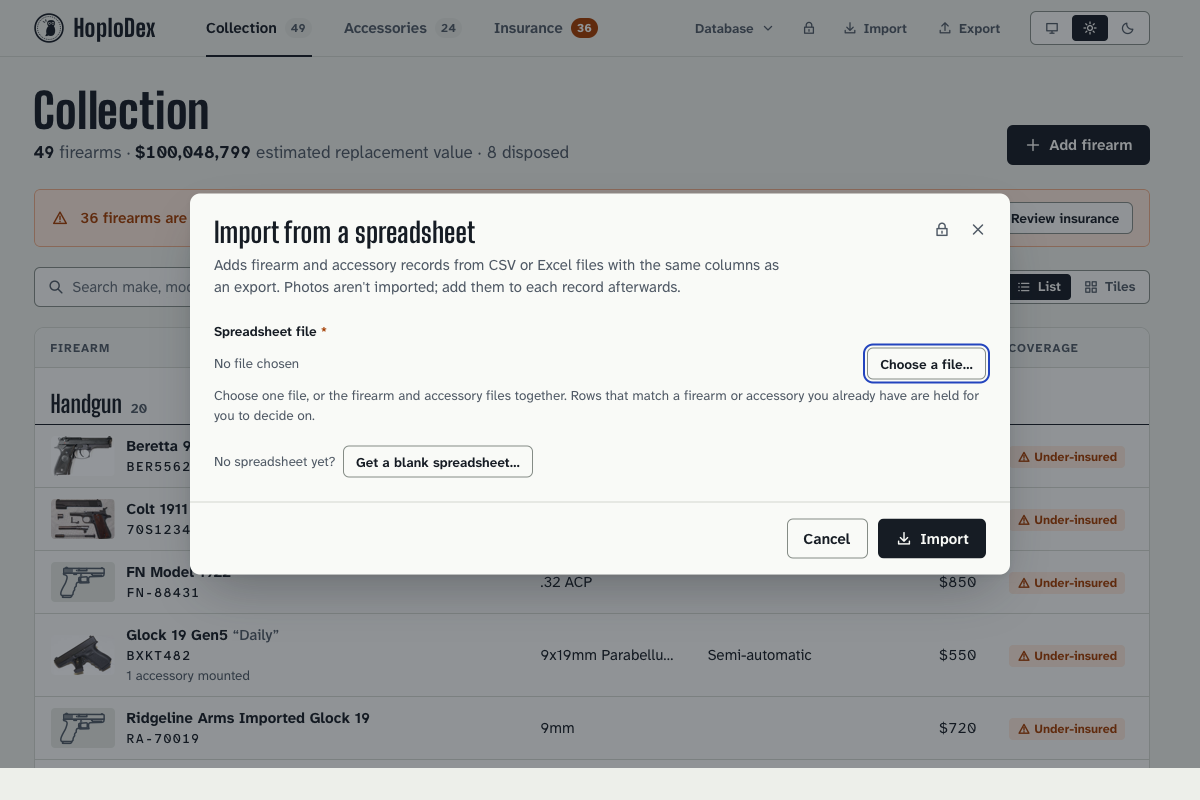 HoploDex
Collection 49
Accessories 24
Insurance 36
Database
Import
Export
Collection
49 firearms · $100,048,799 estimated replacement value · 8 disposed
Add firearm
36 firearms are
Review insurance
Search make, mod
List
Tiles
FIREARM
COVERAGE
Handgun 20
Import from a spreadsheet
Adds firearm and accessory records from CSV or Excel files with the same columns as
an export. Photos aren't imported; add them to each record afterwards.
Spreadsheet file *
No file chosen
Choose a file...
Choose one file, or the firearm and accessory files together. Rows that match a firearm or accessory you already have are held for
you to decide on.
No spreadsheet yet? Get a blank spreadsheet...
Cancel
Import
Beretta 9
BER5562
Under-insured
Colt 1911
70S1234
Under-insured
FN Model 1922
FN-88431
.32 ACP
$850
Under-insured
Glock 19 Gen5 “Daily”
BXKT482
1 accessory mounted
9x19mm Parabellu...
Semi-automatic
$550
Under-insured
Ridgeline Arms Imported Glock 19
RA-70019
9mm
$720
Under-insured